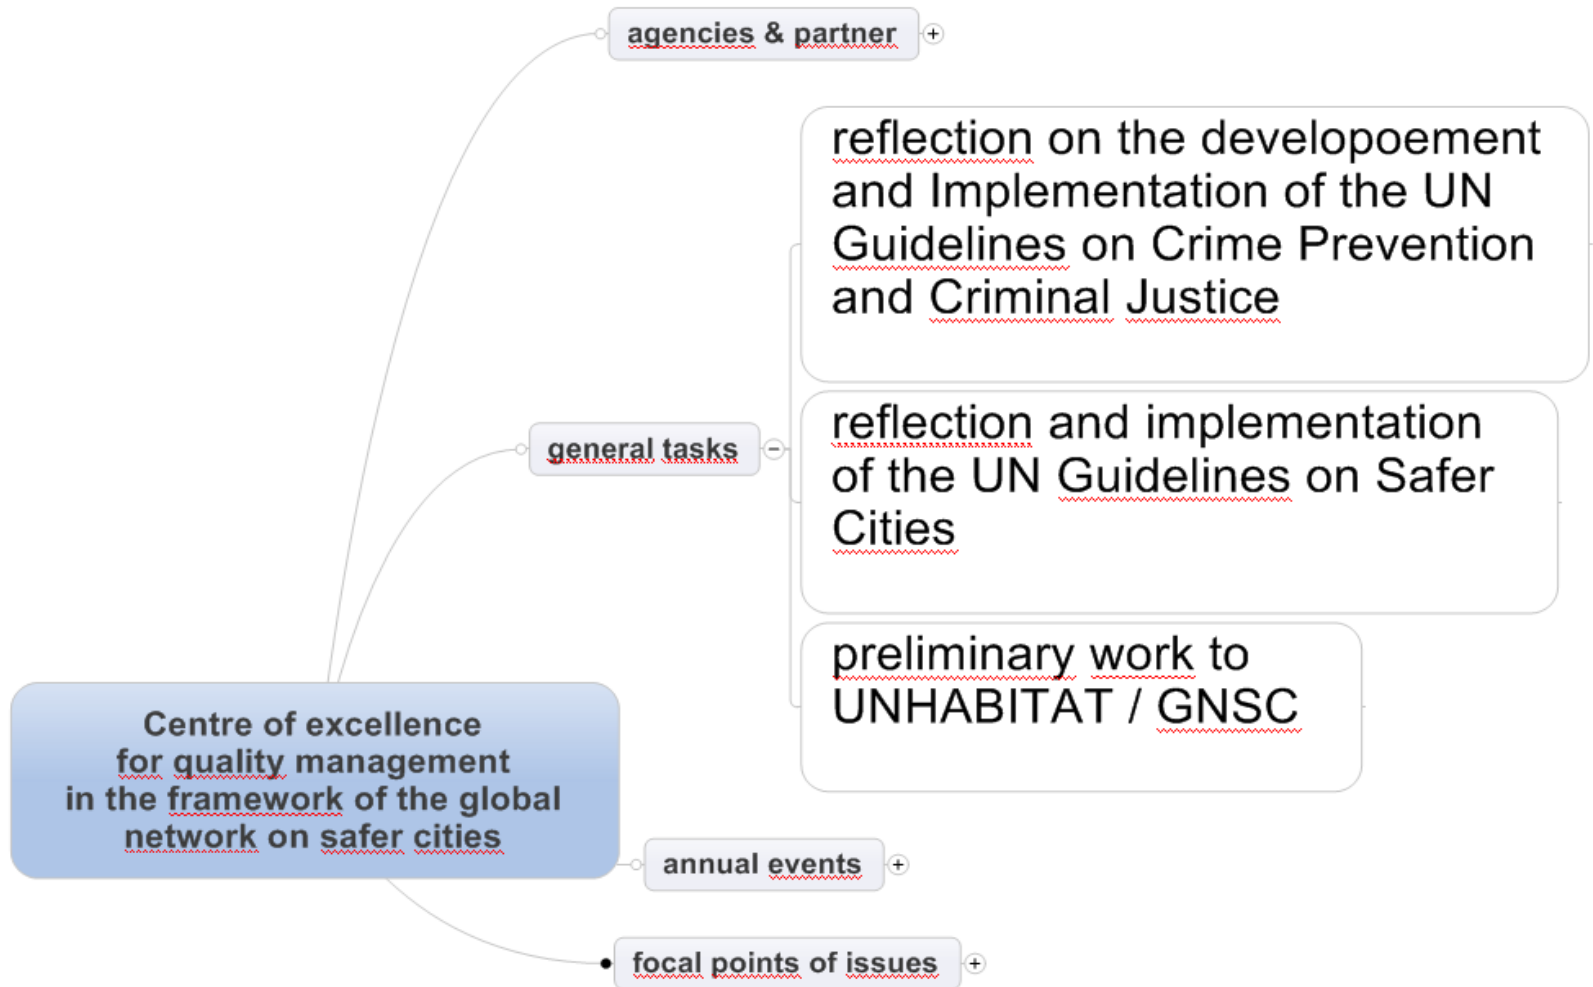 agencies & partner
reflection on the developoement
and Implementation of the UN
Guidelines on Crime Prevention
and Criminal Justice
general tasks
reflection and implementation
of the UN Guidelines on Safer
Cities
preliminary work to
UNHABITAT / GNSC
Centre of excellence
for quality management
in the framework of the global
network on safer cities
annual events
focal points of issues